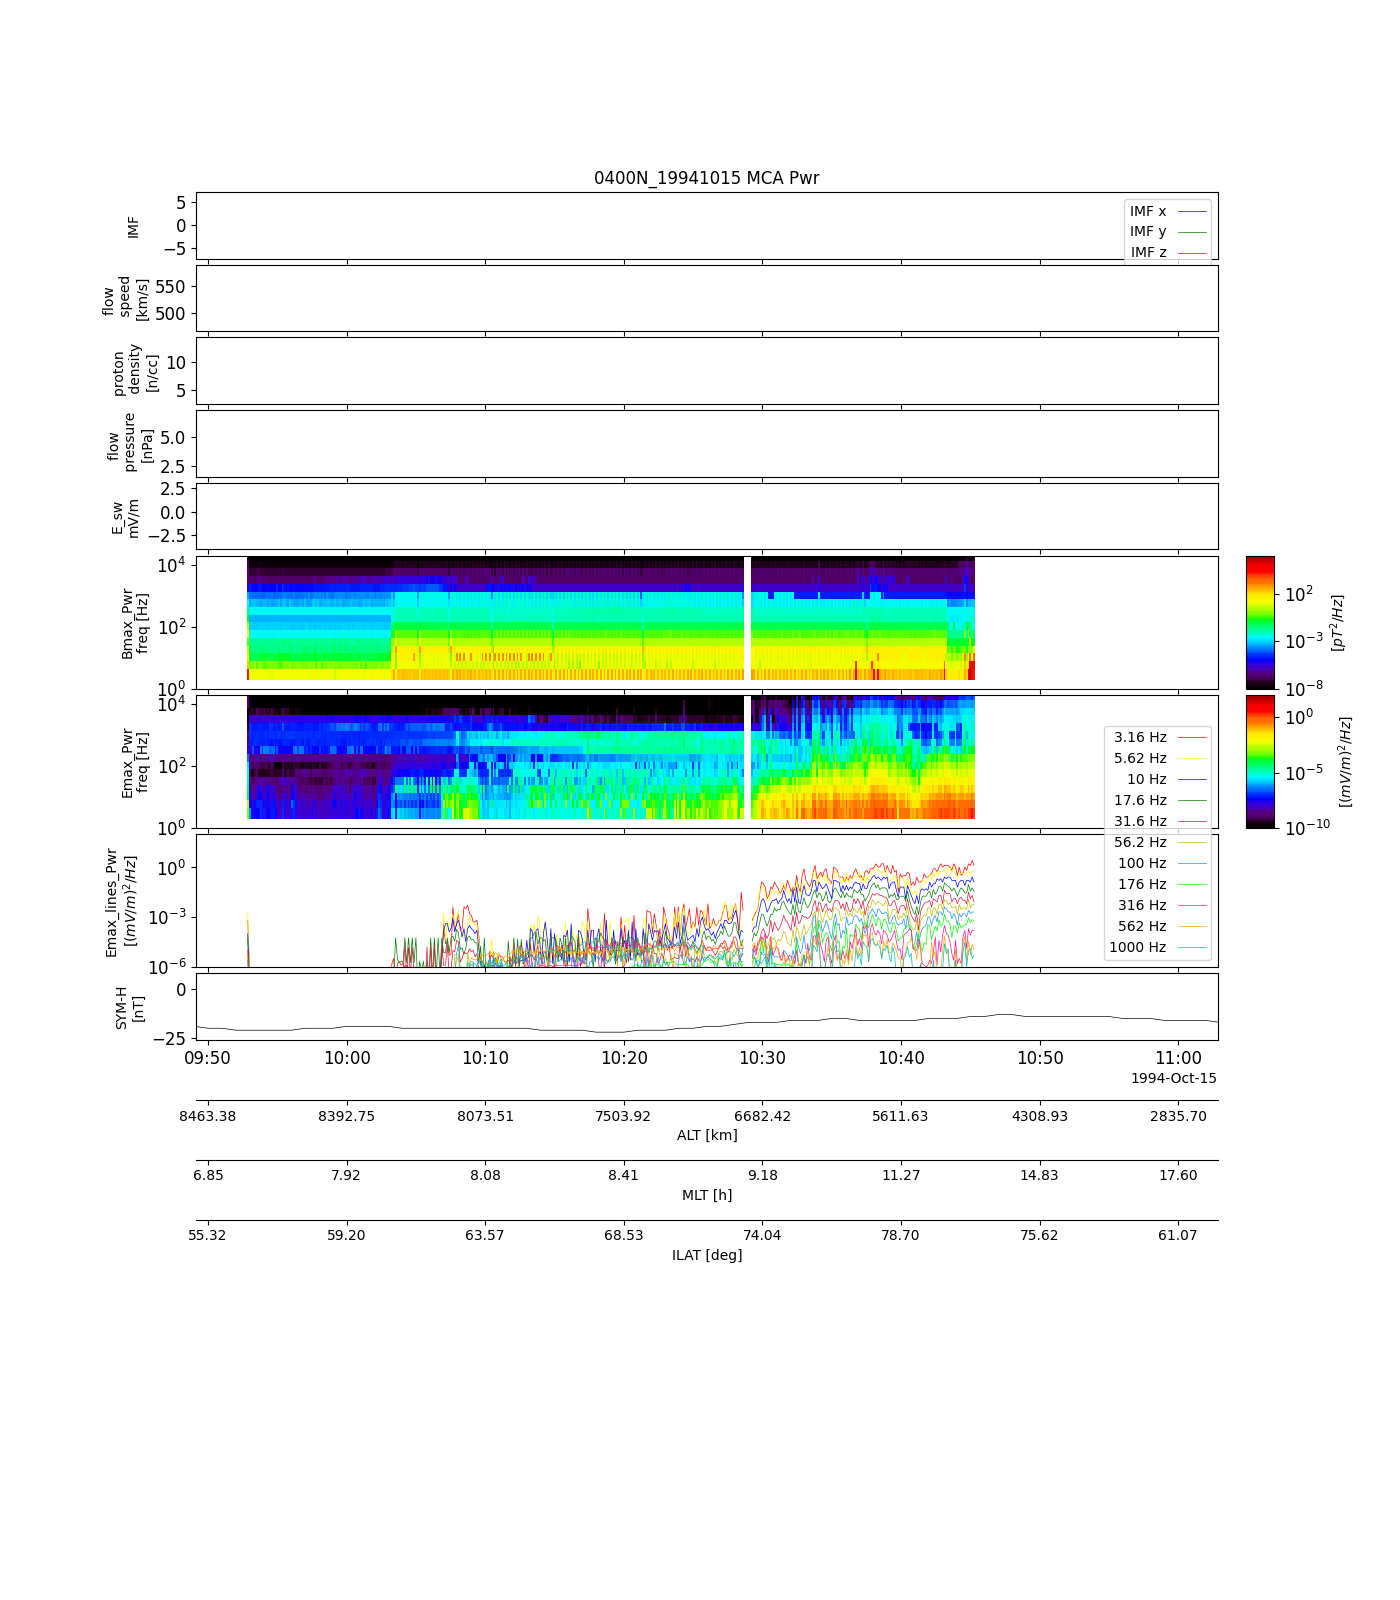 0400N_19941015 MCA Pwr
IMF
5
0
−5
IMF x
IMF y
IMF z
flow
speed
[km/s]
550
500
proton
density
[n/cc]
10
5
flow
pressure
[nPa]
5.0
2.5
E_sw
mV/m
2.5
0.0
−2.5
Bmax_Pwr
freq [Hz]
10^4
10^2
10^0
10^2
10^−3
10^−8
[pT^2/Hz]
Emax_Pwr
freq [Hz]
10^4
10^2
10^0
10^0
10^−5
10^−10
[(mV/m)^2/Hz]
3.16 Hz
5.62 Hz
10 Hz
17.6 Hz
31.6 Hz
56.2 Hz
100 Hz
176 Hz
316 Hz
562 Hz
1000 Hz
Emax_lines_Pwr
[(mV/m)^2/Hz]
10^0
10^−3
10^−6
SYM-H
[nT]
0
−25
09:50 10:00 10:10 10:20 10:30 10:40 10:50 11:00
1994-Oct-15
8463.38 8392.75 8073.51 7503.92 6682.42 5611.63 4308.93 2835.70
ALT [km]
6.85 7.92 8.08 8.41 9.18 11.27 14.83 17.60
MLT [h]
55.32 59.20 63.57 68.53 74.04 78.70 75.62 61.07
ILAT [deg]